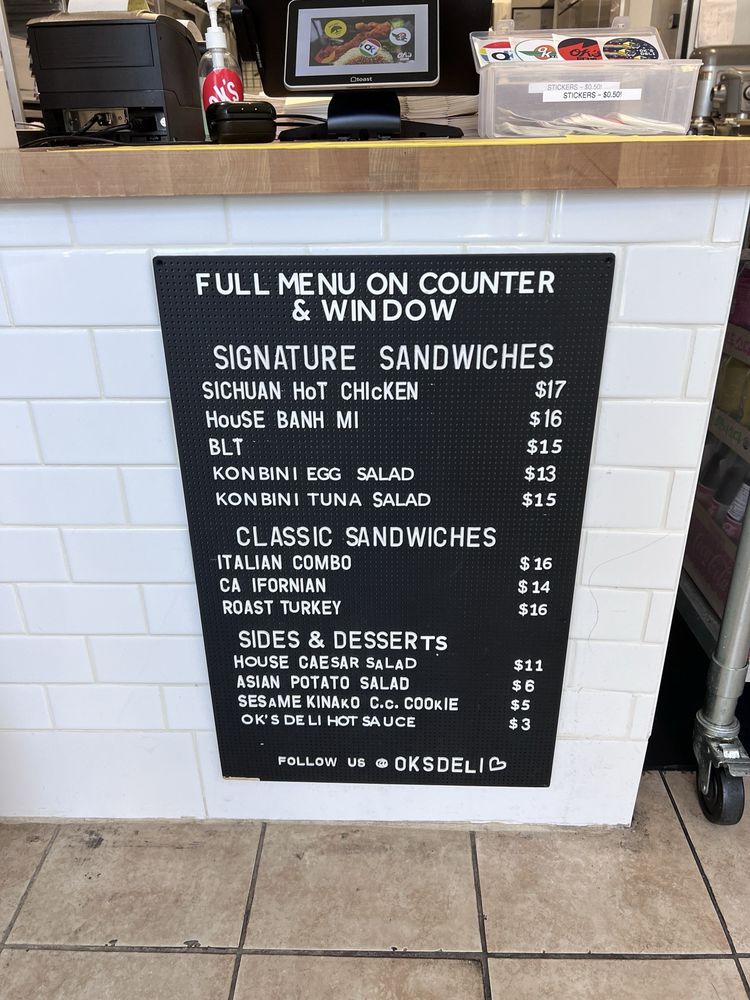 toast
OK'S
STICKERS - $0.50!
STICKERS - $0.50!
FULL MENU ON COUNTER
& WINDOW
SIGNATURE SANDWICHES
SICHUAN HoT CHIcKEN $17
HouSE BANH MI $16
BLT $15
KONBINI EGG SALAD $13
KONBINI TUNA SALAD $15
CLASSIC SANDWICHES
ITALIAN COMBO $16
CA IFORNIAN $14
ROAST TURKEY $16
SIDES & DESSERTs
HOUSE CAESAR SALAD $11
ASIAN POTATO SALAD $6
SESAME KINAKO C.c. COOKIE $5
OK'S DELI HOT SAUCE $3
FOLLOW US @ OKSDELI